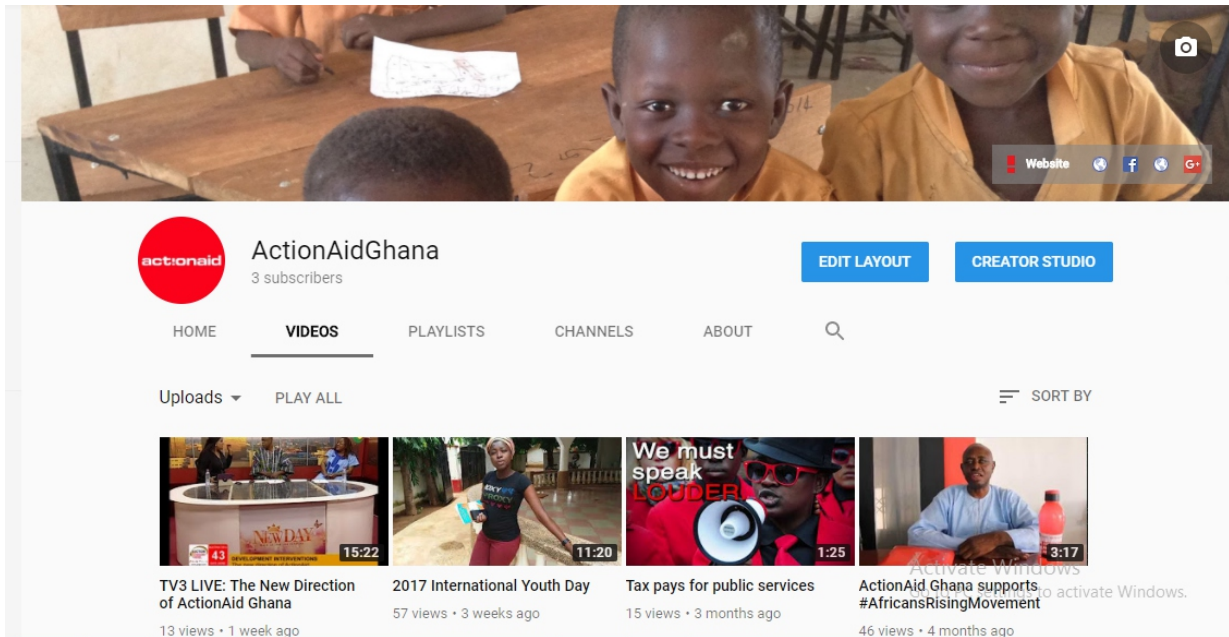 Website
G+
act!onaid
ActionAidGhana
3 subscribers
EDIT LAYOUT
CREATOR STUDIO
HOME
VIDEOS
PLAYLISTS
CHANNELS
ABOUT
Uploads
PLAY ALL
SORT BY
NEW DAY
43
DEVELOPMENT INTERVENTIONS
15:22
11:20
We must
speak
LOUDER!
1:25
3:17
TV3 LIVE: The New Direction
of ActionAid Ghana
13 views • 1 week ago
2017 International Youth Day
57 views • 3 weeks ago
Tax pays for public services
15 views • 3 months ago
ActionAid Ghana supports
#AfricansRisingMovement
46 views • 4 months ago
Activate Windows
Go to PC settings to activate Windows.